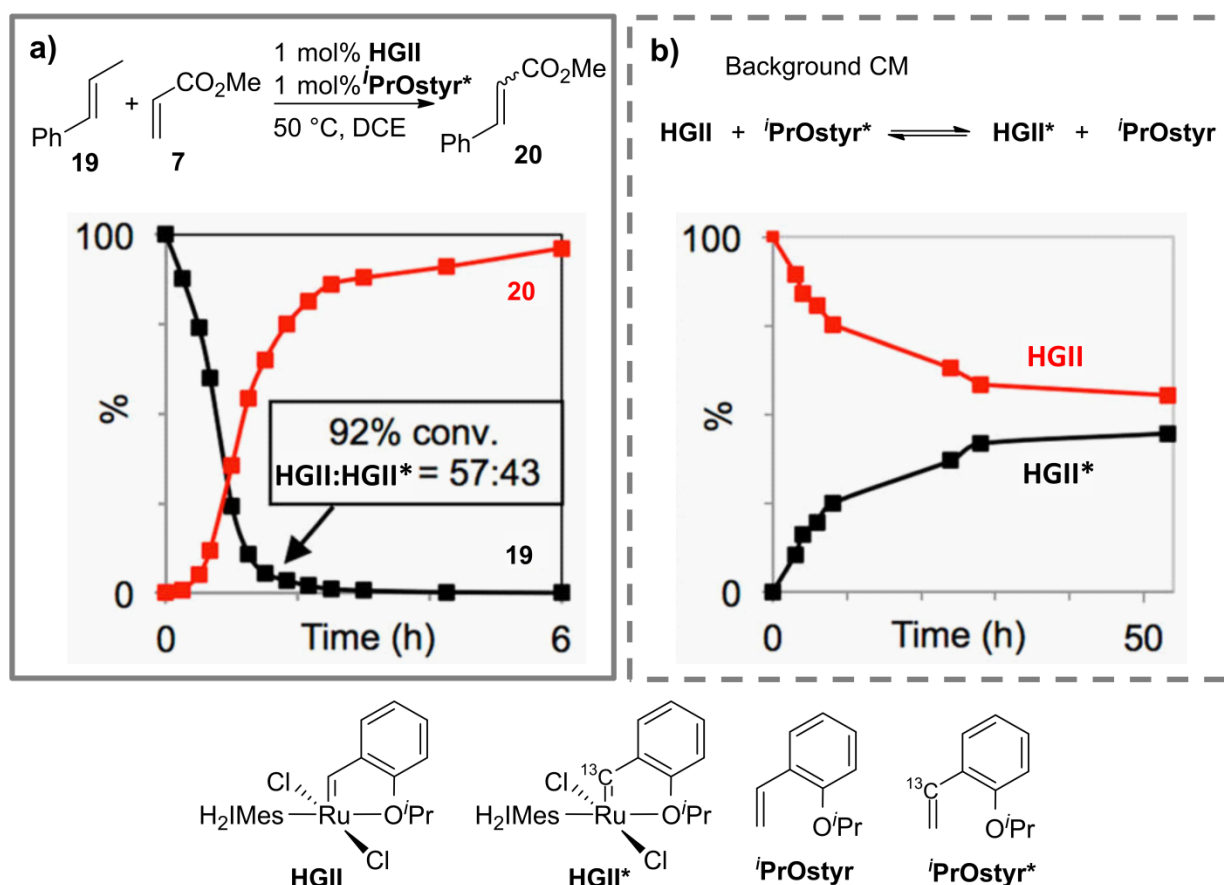 a)
1 mol% HGII
1 mol% iPrOstyr*
50 °C, DCE
Ph
19
+
CO2Me
7
CO2Me
Ph
20
100
%
0
20
92% conv.
HGII:HGII* = 57:43
19
0
Time (h)
6
b)
Background CM
HGII + iPrOstyr* ⇌ HGII* + iPrOstyr
100
%
0
HGII
HGII*
0
Time (h)
50
Cl
H2IMes
Ru
OiPr
Cl
HGII
13C
Cl
H2IMes
Ru
OiPr
Cl
HGII*
OiPr
iPrOstyr
13C
OiPr
iPrOstyr*